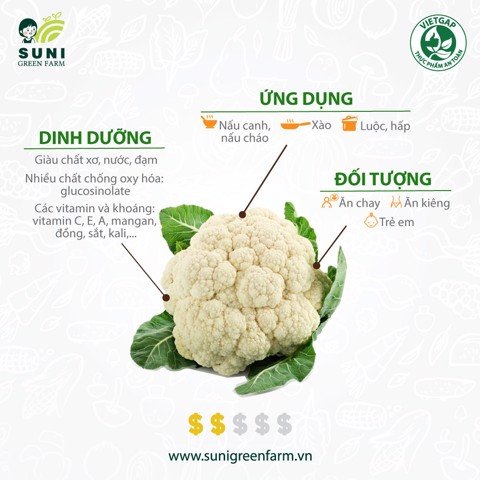 SUNI
GREEN FARM
VIETGAP
THỰC PHẨM AN TOÀN
ỨNG DỤNG
Nấu canh,
nấu cháo
Xào
Luộc, hấp
DINH DƯỠNG
Giàu chất xơ, nước, đạm
Nhiều chất chống oxy hóa:
glucosinolate
Các vitamin và khoáng:
vitamin C, E, A, mangan,
đồng, sắt, kali,...
ĐỐI TƯỢNG
Ăn chay
Ăn kiêng
Trẻ em
$ $ $ $ $
www.sunigreenfarm.vn